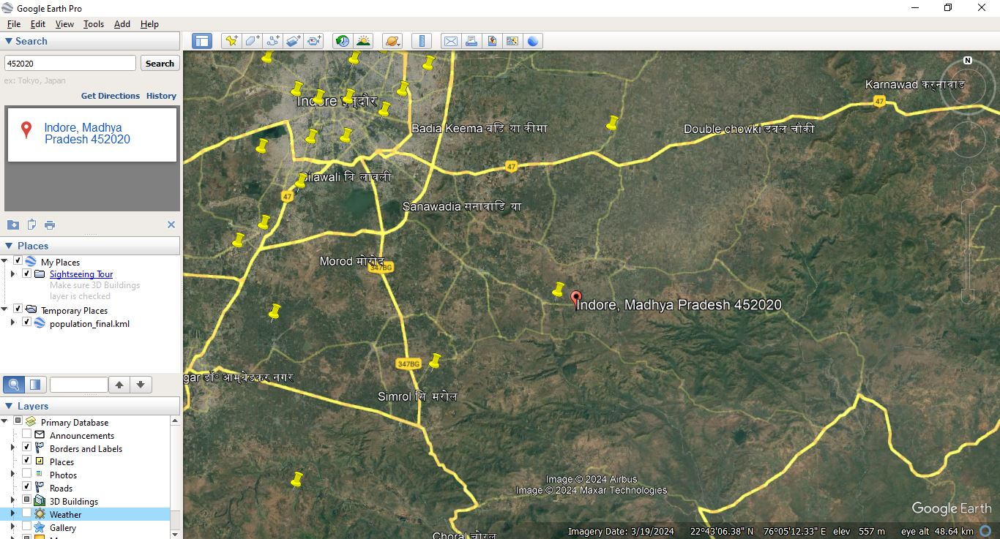 Google Earth Pro
File Edit View Tools Add Help
Search
452020
Search
ex: Tokyo, Japan
Get Directions History
Indore, Madhya
Pradesh 452020
Places
My Places
Sightseeing Tour
Make sure 3D Buildings
layer is checked
Temporary Places
population_final.kml
Layers
Primary Database
Announcements
Borders and Labels
Places
Photos
Roads
3D Buildings
Weather
Gallery
N
Karnawad करनावाड
47
Indore इन्दौर
Badia Keema बडि या कीमा
Double chowki डबल चौकी
47
Bilawali बि लावली
47
Sanawadia सनावाडि या
Morod मोरोद
347BG
Indore, Madhya Pradesh 452020
347BG
gar डॉ॰ आम्बेडकर नगर
Simrol सि मरोल
Image © 2024 Airbus
Image © 2024 Maxar Technologies
Google Earth
Choral चोरल
Imagery Date: 3/19/2024 22°43'06.38" N 76°05'12.33" E elev 557 m eye alt 48.64 km